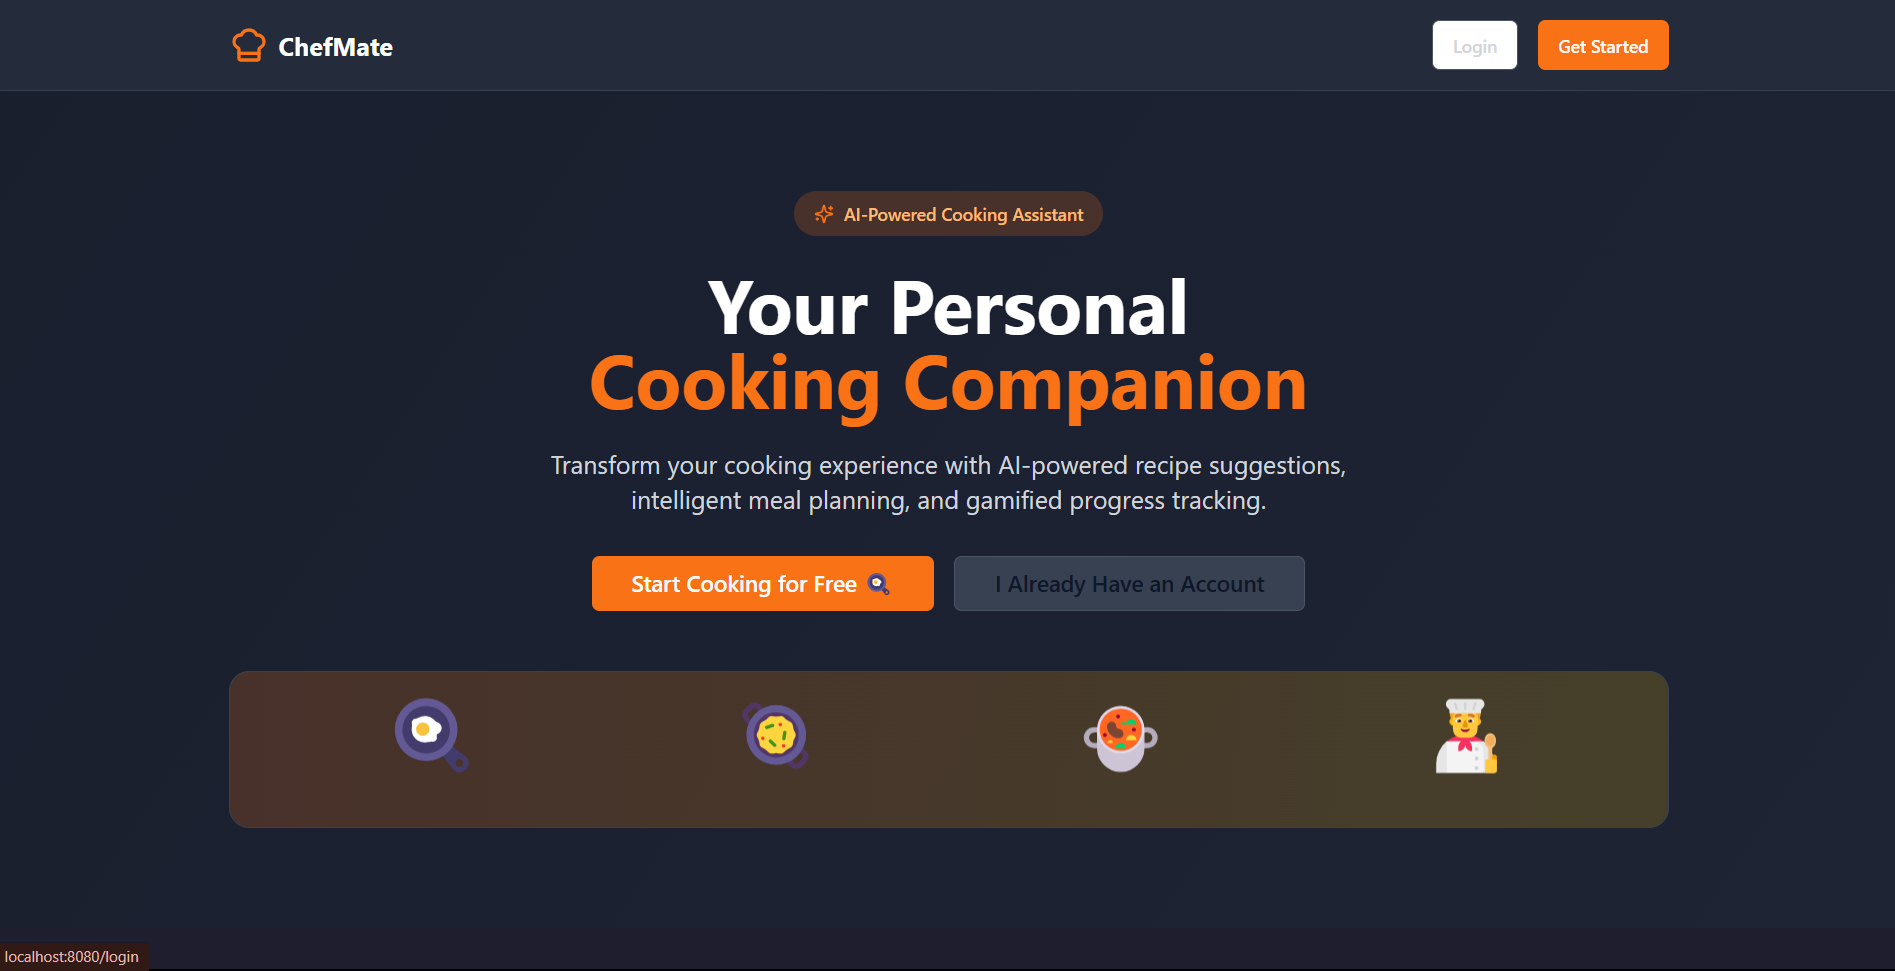 ChefMate
Login
Get Started
AI-Powered Cooking Assistant
Your Personal
Cooking Companion
Transform your cooking experience with AI-powered recipe suggestions,
intelligent meal planning, and gamified progress tracking.
Start Cooking for Free 🍳
I Already Have an Account
localhost:8080/login